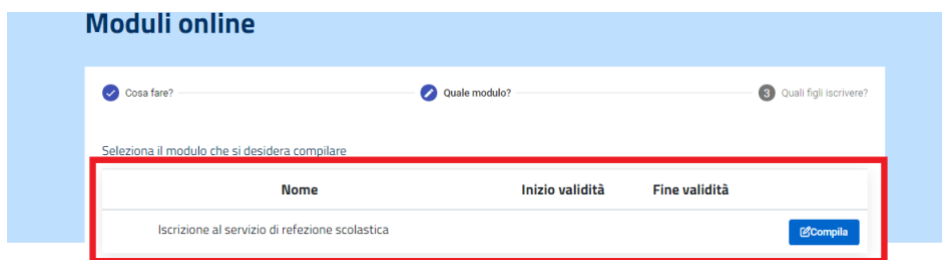 Moduli online
Cosa fare? Quale modulo? 3 Quali figli iscrivere?
Seleziona il modulo che si desidera compilare
Nome Inizio validità Fine validità
Iscrizione al servizio di refezione scolastica Compila